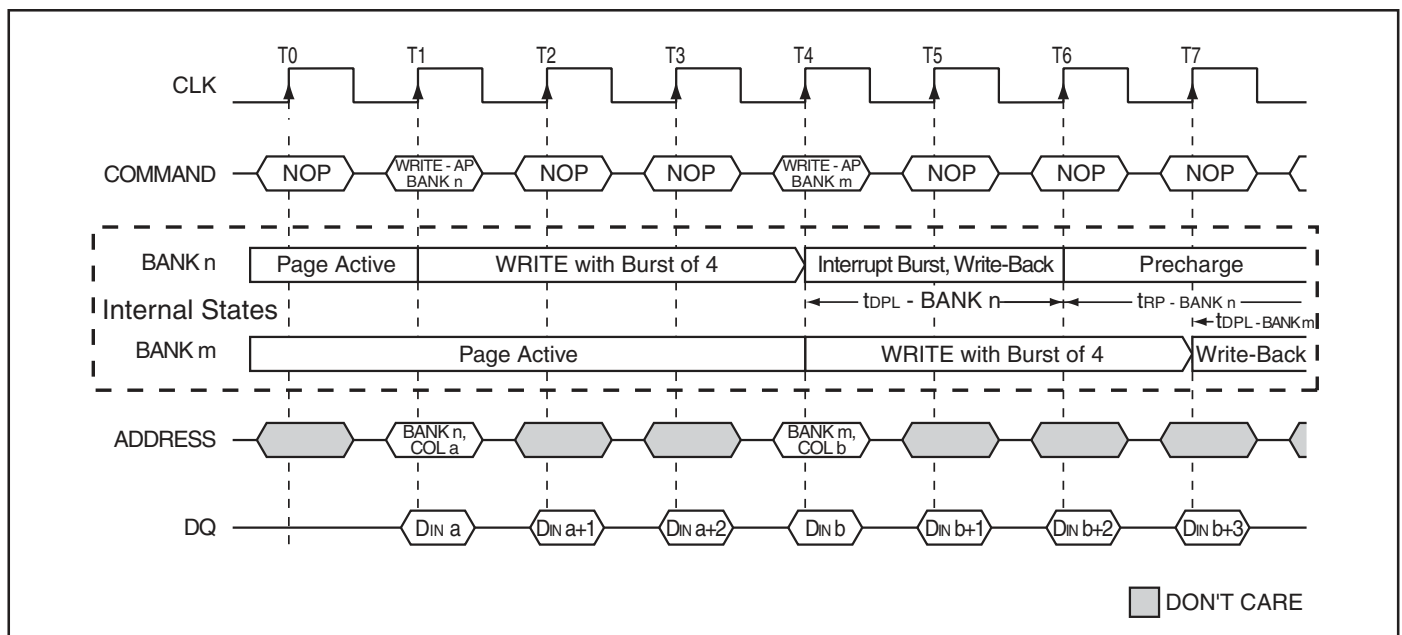 T0 T1 T2 T3 T4 T5 T6 T7
CLK
COMMAND NOP WRITE - AP BANK n NOP NOP WRITE - AP BANK m NOP NOP NOP
BANK n Page Active WRITE with Burst of 4 Interrupt Burst, Write-Back Precharge
Internal States tDPL - BANK n tRP - BANK n
tDPL - BANK m
BANK m Page Active WRITE with Burst of 4 Write-Back
ADDRESS BANK n, COL a BANK m, COL b
DQ DIN a DIN a+1 DIN a+2 DIN b DIN b+1 DIN b+2 DIN b+3
DON'T CARE